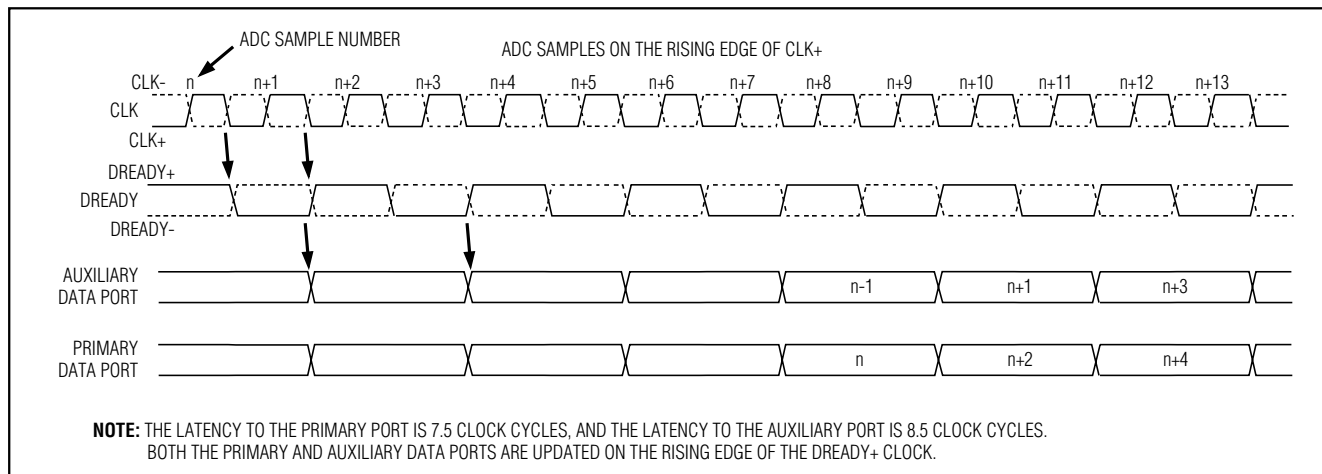 ADC SAMPLE NUMBER
ADC SAMPLES ON THE RISING EDGE OF CLK+
CLK- n n+1 n+2 n+3 n+4 n+5 n+6 n+7 n+8 n+9 n+10 n+11 n+12 n+13
CLK
CLK+
DREADY+
DREADY
DREADY-
AUXILIARY
DATA PORT
n-1 n+1 n+3
PRIMARY
DATA PORT
n n+2 n+4
NOTE: THE LATENCY TO THE PRIMARY PORT IS 7.5 CLOCK CYCLES, AND THE LATENCY TO THE AUXILIARY PORT IS 8.5 CLOCK CYCLES.
BOTH THE PRIMARY AND AUXILIARY DATA PORTS ARE UPDATED ON THE RISING EDGE OF THE DREADY+ CLOCK.